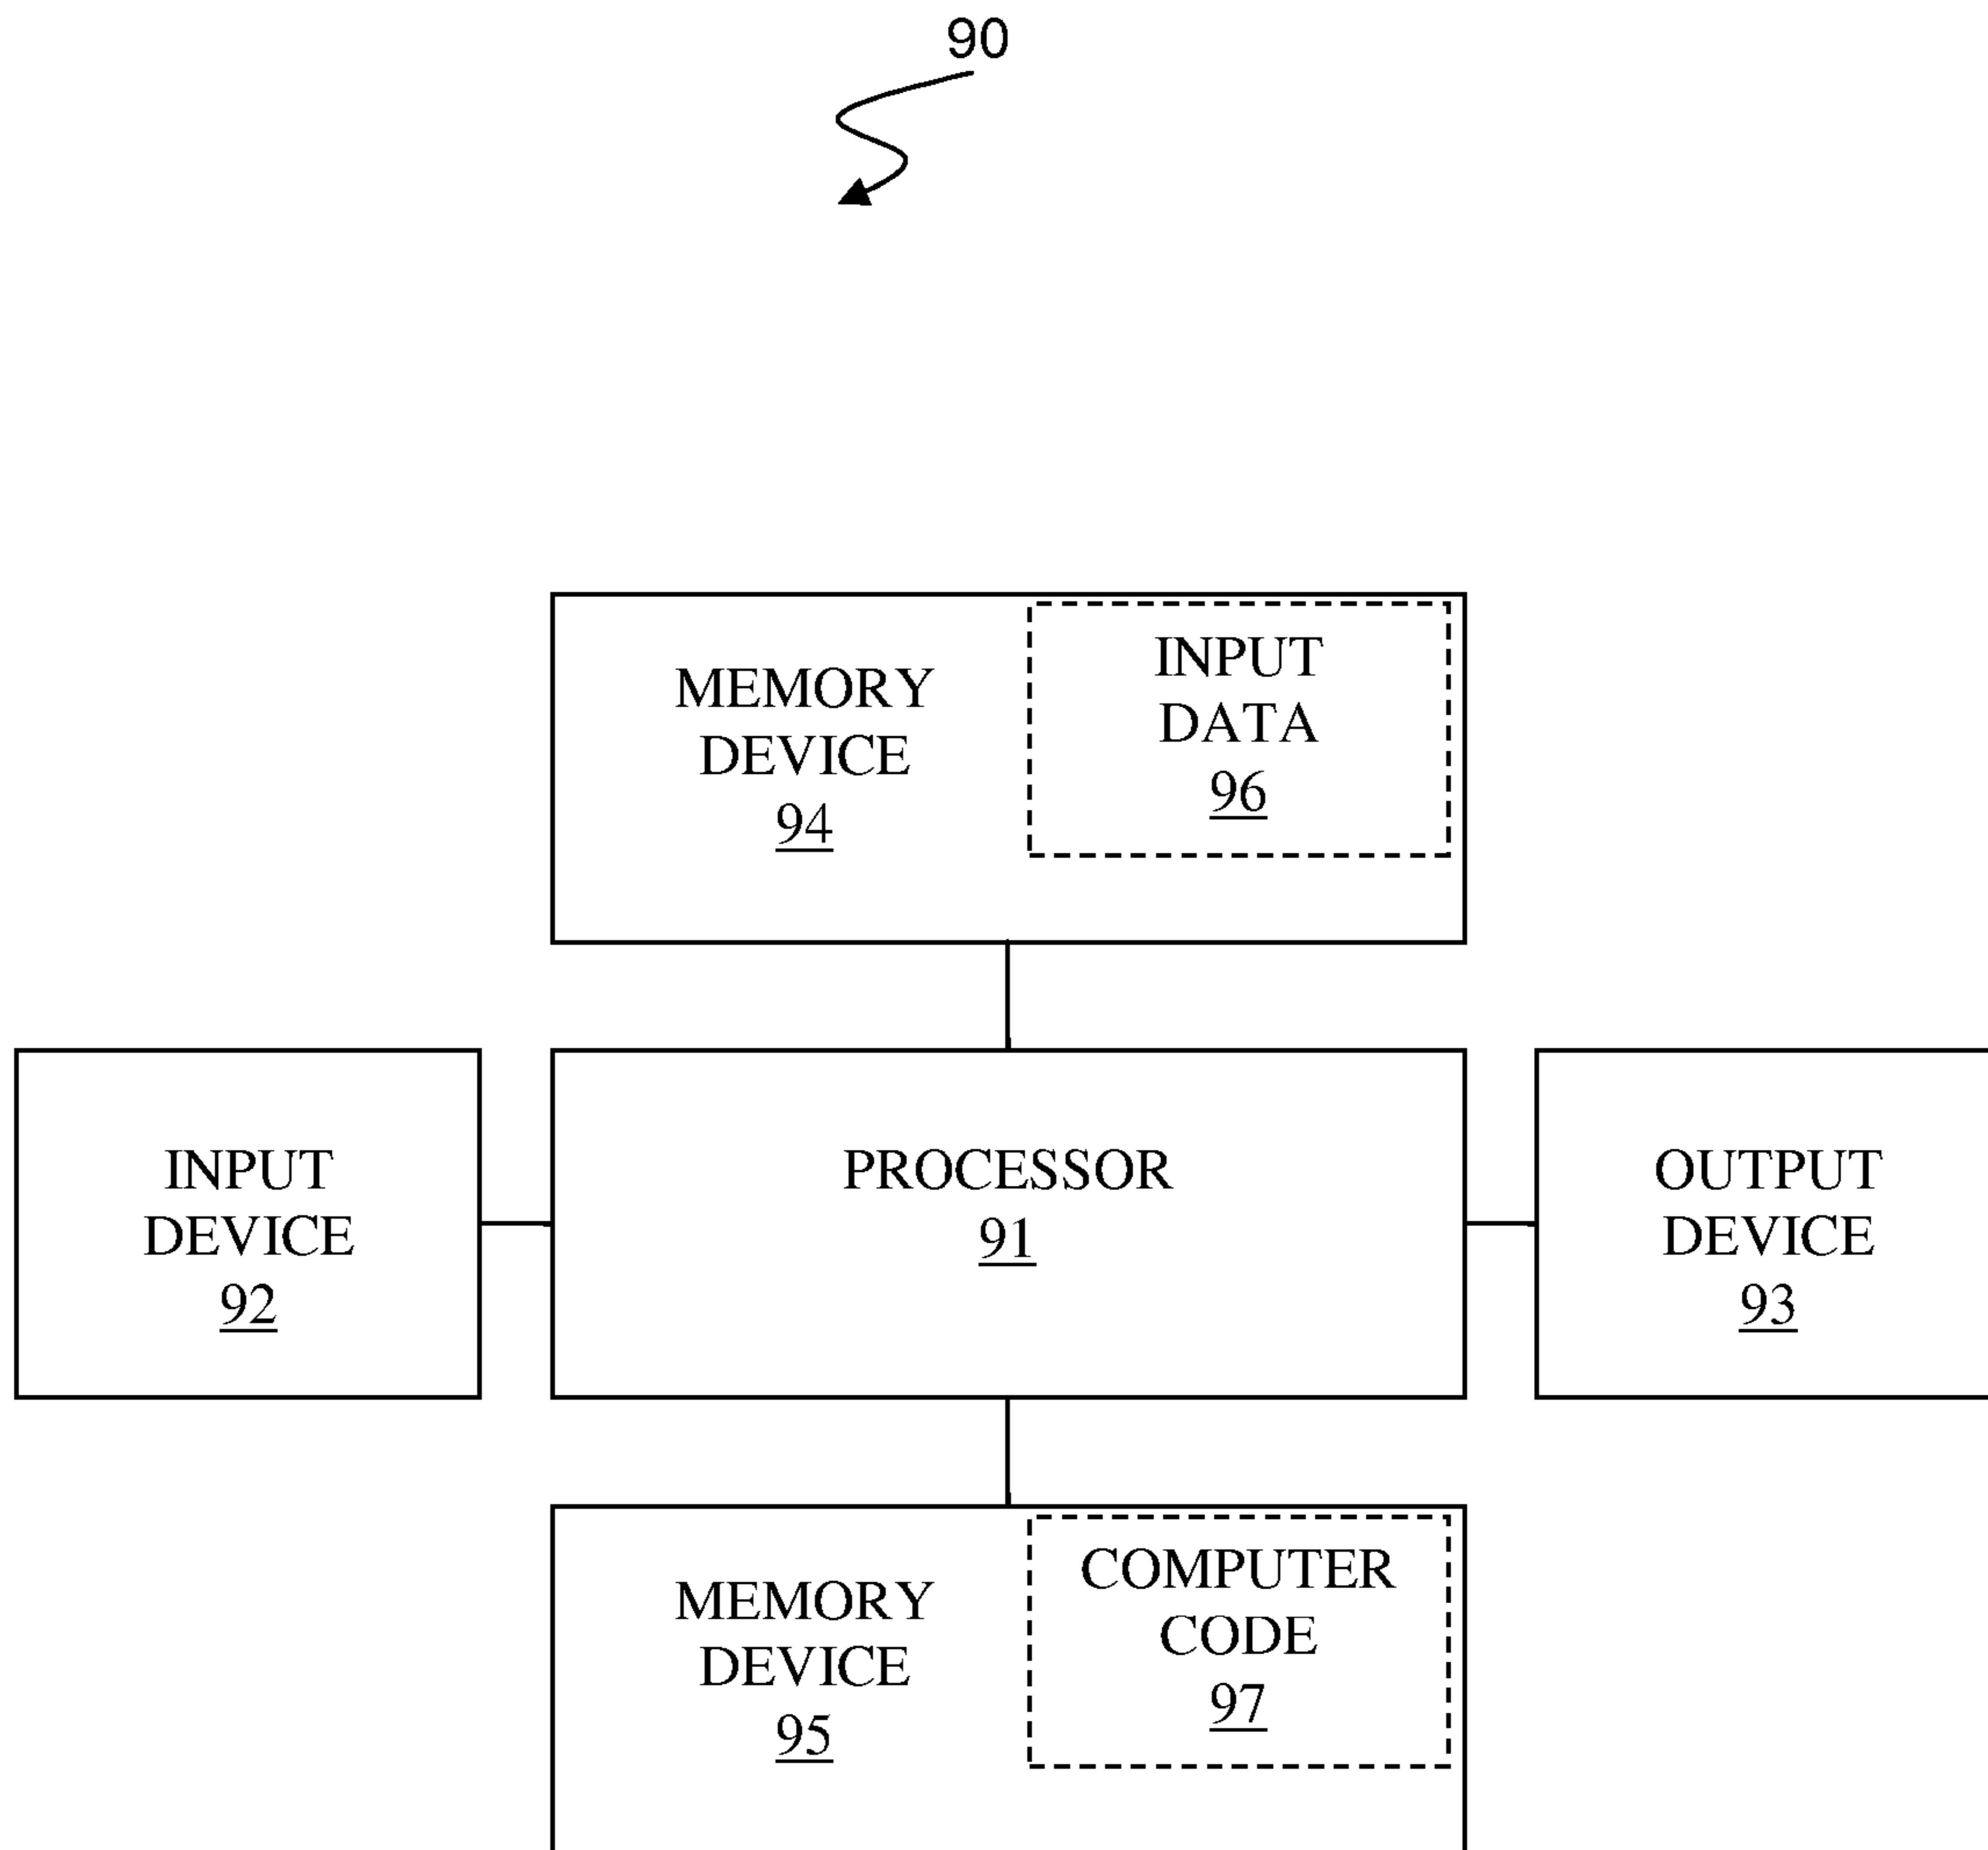 90
MEMORY
DEVICE
94
INPUT
DATA
96
INPUT
DEVICE
92
PROCESSOR
91
OUTPUT
DEVICE
93
MEMORY
DEVICE
95
COMPUTER
CODE
97